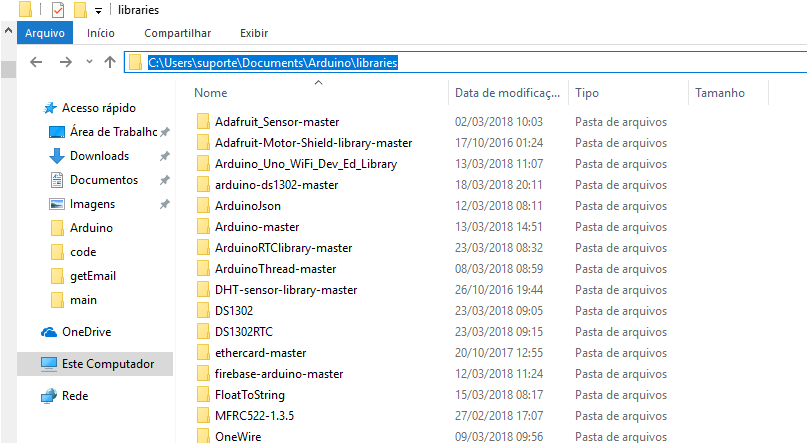 libraries
Arquivo Início Compartilhar Exibir
C:\Users\suporte\Documents\Arduino\libraries
Nome Data de modificaç... Tipo Tamanho
Acesso rápido
Área de Trabalho
Downloads
Documentos
Imagens
Arduino
code
getEmail
main
OneDrive
Este Computador
Rede
Adafruit_Sensor-master 02/03/2018 10:03 Pasta de arquivos
Adafruit-Motor-Shield-library-master 17/10/2016 01:24 Pasta de arquivos
Arduino_Uno_WiFi_Dev_Ed_Library 13/03/2018 11:07 Pasta de arquivos
arduino-ds1302-master 18/03/2018 20:11 Pasta de arquivos
ArduinoJson 12/03/2018 08:11 Pasta de arquivos
Arduino-master 13/03/2018 14:51 Pasta de arquivos
ArduinoRTClibrary-master 23/03/2018 08:32 Pasta de arquivos
ArduinoThread-master 08/03/2018 08:59 Pasta de arquivos
DHT-sensor-library-master 26/10/2016 19:44 Pasta de arquivos
DS1302 23/03/2018 09:05 Pasta de arquivos
DS1302RTC 23/03/2018 09:15 Pasta de arquivos
ethercard-master 20/10/2017 12:55 Pasta de arquivos
firebase-arduino-master 12/03/2018 11:24 Pasta de arquivos
FloatToString 15/03/2018 08:17 Pasta de arquivos
MFRC522-1.3.5 27/02/2018 17:07 Pasta de arquivos
OneWire 09/03/2018 09:56 Pasta de arquivos